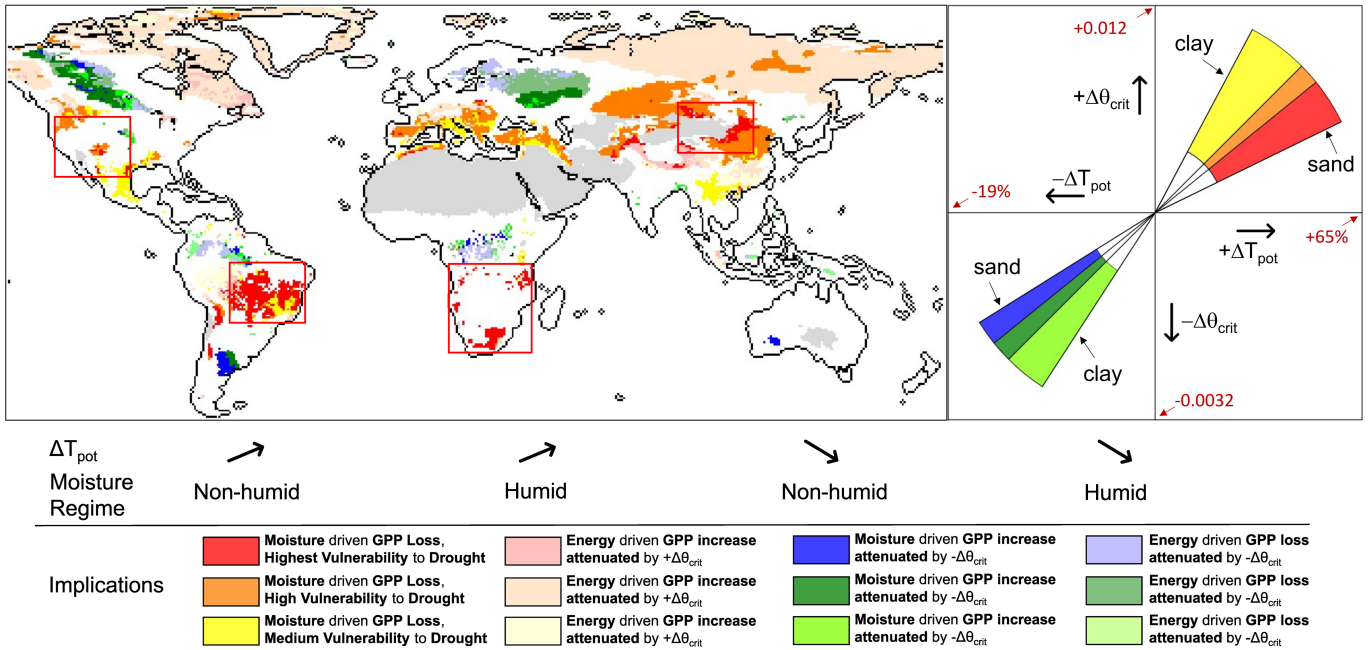 +0.012
clay
+Δθcrit
sand
-19%
−ΔTpot
+65%
+ΔTpot
sand
−Δθcrit
clay
-0.0032
ΔTpot
Moisture
Regime
Non-humid
Humid
Non-humid
Humid
Implications
Moisture driven GPP Loss,
Highest Vulnerability to Drought
Energy driven GPP increase
attenuated by +Δθcrit
Moisture driven GPP increase
attenuated by -Δθcrit
Energy driven GPP loss
attenuated by -Δθcrit
Moisture driven GPP Loss,
High Vulnerability to Drought
Energy driven GPP increase
attenuated by +Δθcrit
Moisture driven GPP increase
attenuated by -Δθcrit
Energy driven GPP loss
attenuated by -Δθcrit
Moisture driven GPP Loss,
Medium Vulnerability to Drought
Energy driven GPP increase
attenuated by +Δθcrit
Moisture driven GPP increase
attenuated by -Δθcrit
Energy driven GPP loss
attenuated by -Δθcrit